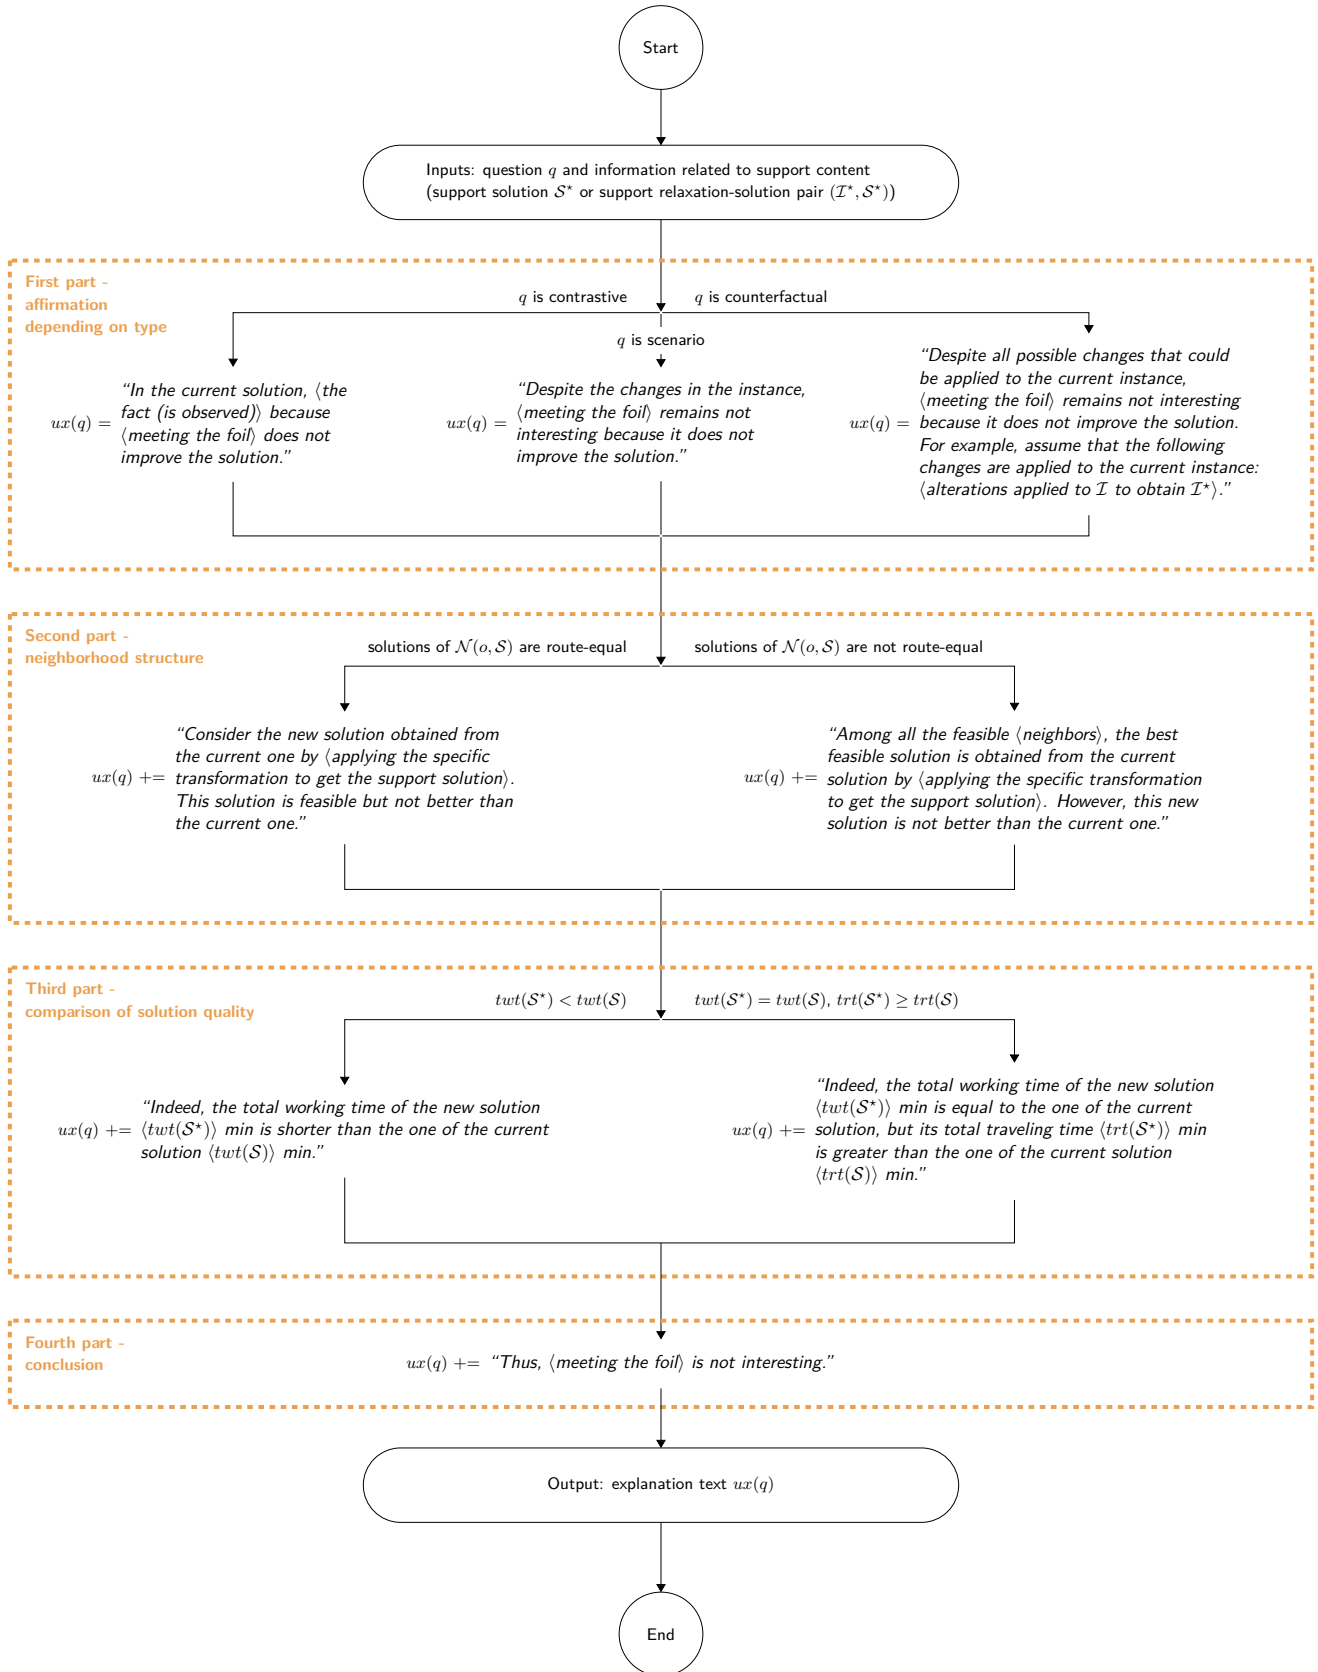 Start
Inputs: question q and information related to support content
(support solution 𝒮⋆ or support relaxation-solution pair (ℐ⋆, 𝒮⋆))
First part -
affirmation
depending on type
q is contrastive
q is counterfactual
q is scenario
ux(q) =
“In the current solution, ⟨the
fact (is observed)⟩ because
⟨meeting the foil⟩ does not
improve the solution.”
ux(q) =
“Despite the changes in the instance,
⟨meeting the foil⟩ remains not
interesting because it does not
improve the solution.”
ux(q) =
“Despite all possible changes that could
be applied to the current instance,
⟨meeting the foil⟩ remains not interesting
because it does not improve the solution.
For example, assume that the following
changes are applied to the current instance:
⟨alterations applied to ℐ to obtain ℐ⋆⟩.”
Second part -
neighborhood structure
solutions of 𝒩(o, 𝒮) are route-equal
solutions of 𝒩(o, 𝒮) are not route-equal
ux(q) +=
“Consider the new solution obtained from
the current one by ⟨applying the specific
transformation to get the support solution⟩.
This solution is feasible but not better than
the current one.”
ux(q) +=
“Among all the feasible ⟨neighbors⟩, the best
feasible solution is obtained from the current
solution by ⟨applying the specific transformation
to get the support solution⟩. However, this new
solution is not better than the current one.”
Third part -
comparison of solution quality
twt(𝒮⋆) < twt(𝒮)
twt(𝒮⋆) = twt(𝒮), trt(𝒮⋆) ≥ trt(𝒮)
ux(q) +=
“Indeed, the total working time of the new solution
⟨twt(𝒮⋆)⟩ min is shorter than the one of the current
solution ⟨twt(𝒮)⟩ min.”
ux(q) +=
“Indeed, the total working time of the new solution
⟨twt(𝒮⋆)⟩ min is equal to the one of the current
solution, but its total traveling time ⟨trt(𝒮⋆)⟩ min
is greater than the one of the current solution
⟨trt(𝒮)⟩ min.”
Fourth part -
conclusion
ux(q) += “Thus, ⟨meeting the foil⟩ is not interesting.”
Output: explanation text ux(q)
End